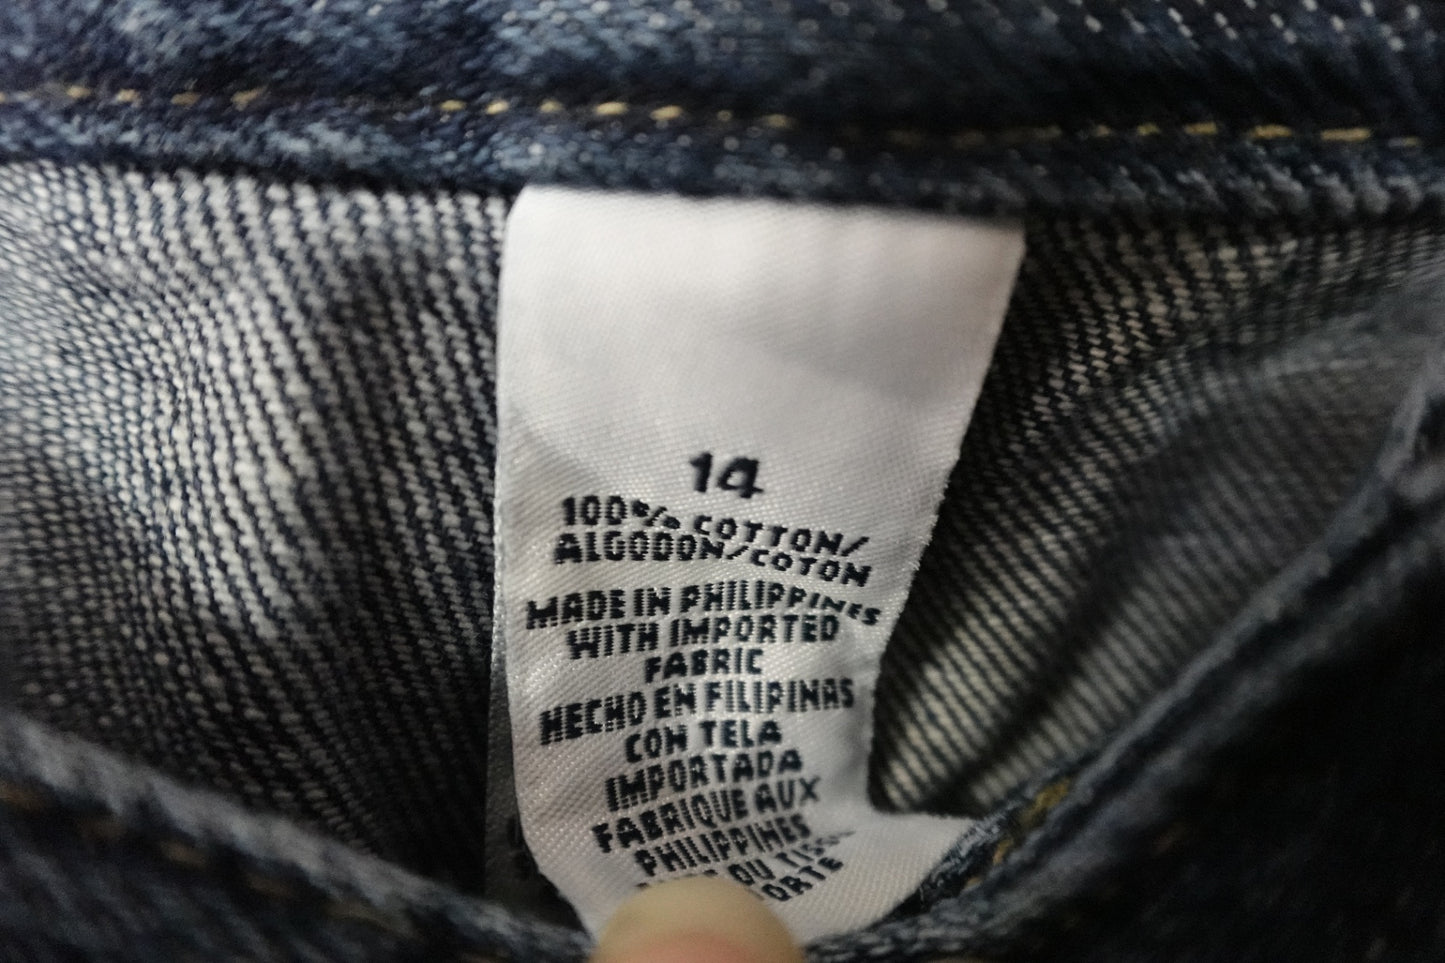 14
100% COTTON/
ALGODON/COTON
MADE IN PHILIPPINES
WITH IMPORTED
FABRIC
HECHO EN FILIPINAS
CON TELA
IMPORTADA
FABRIQUE AUX
PHILIPPINES
DU